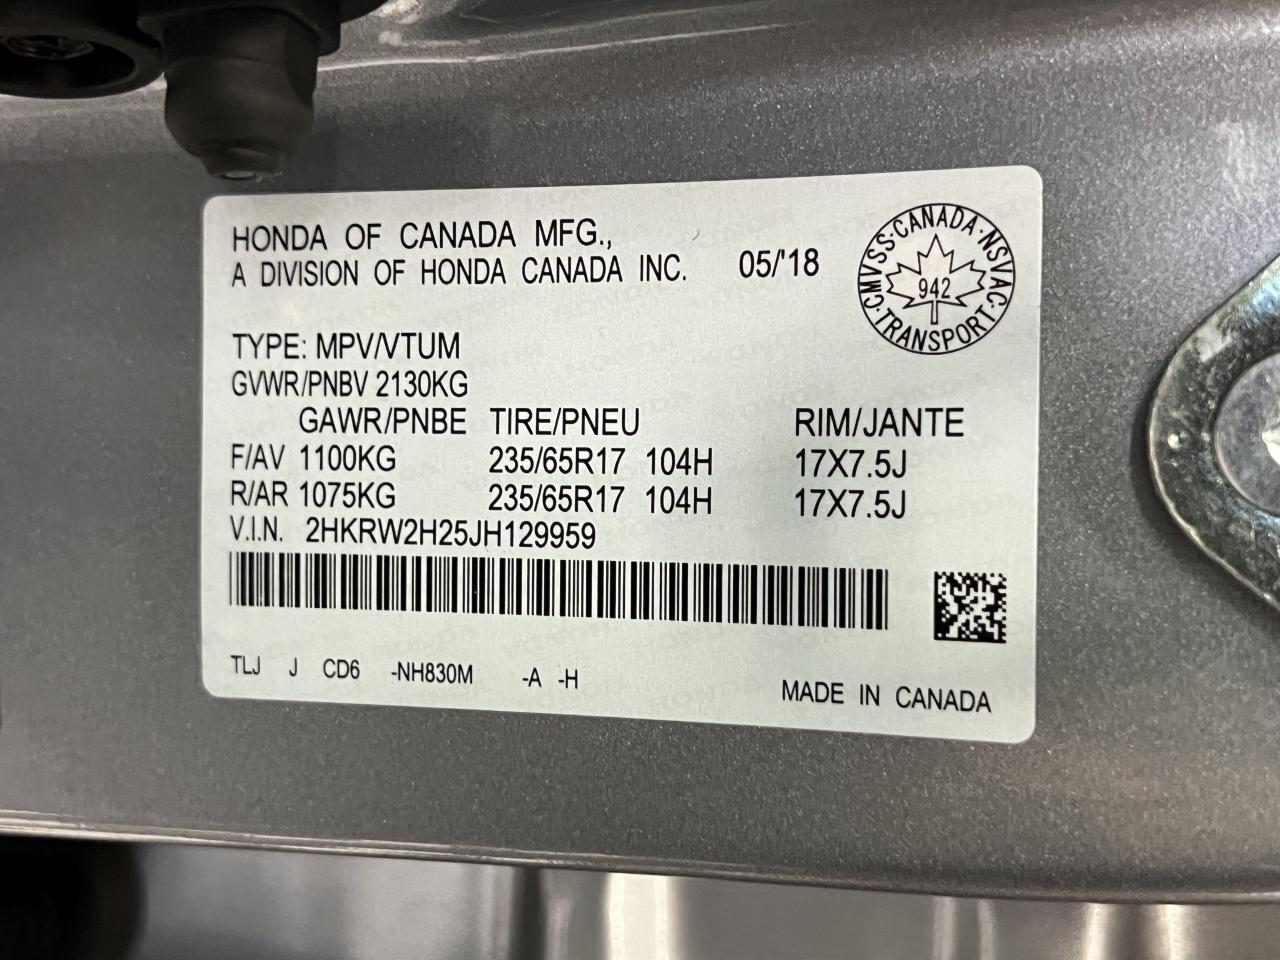 HONDA OF CANADA MFG.,
A DIVISION OF HONDA CANADA INC. 05/'18
CMVSS·CANADA·NSVAC·TRANSPORT·
942
TYPE: MPV/VTUM
GVWR/PNBV 2130KG
GAWR/PNBE TIRE/PNEU RIM/JANTE
F/AV 1100KG 235/65R17 104H 17X7.5J
R/AR 1075KG 235/65R17 104H 17X7.5J
V.I.N. 2HKRW2H25JH129959
TLJ J CD6 -NH830M -A -H
MADE IN CANADA